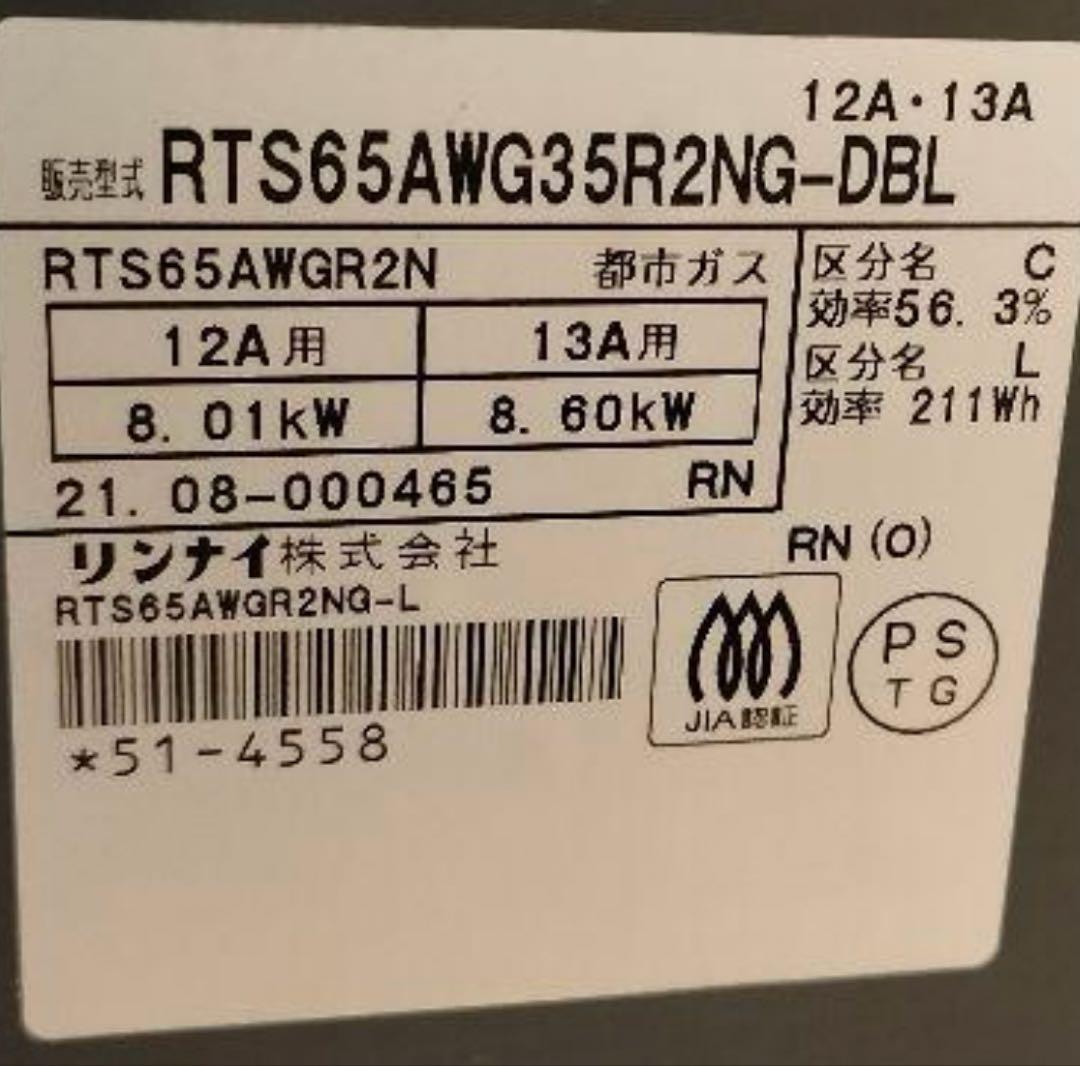 12A・13A
販売型式 RTS65AWG35R2NG-DBL
RTS65AWGR2N 都市ガス
12A用 13A用
8.01kW 8.60kW
21.08-000465 RN
区分名 C
効率56.3%
区分名 L
効率 211Wh
リンナイ株式会社
RN(O)
RTS65AWGR2NG-L
*51-4558
JIA認証
PS
TG